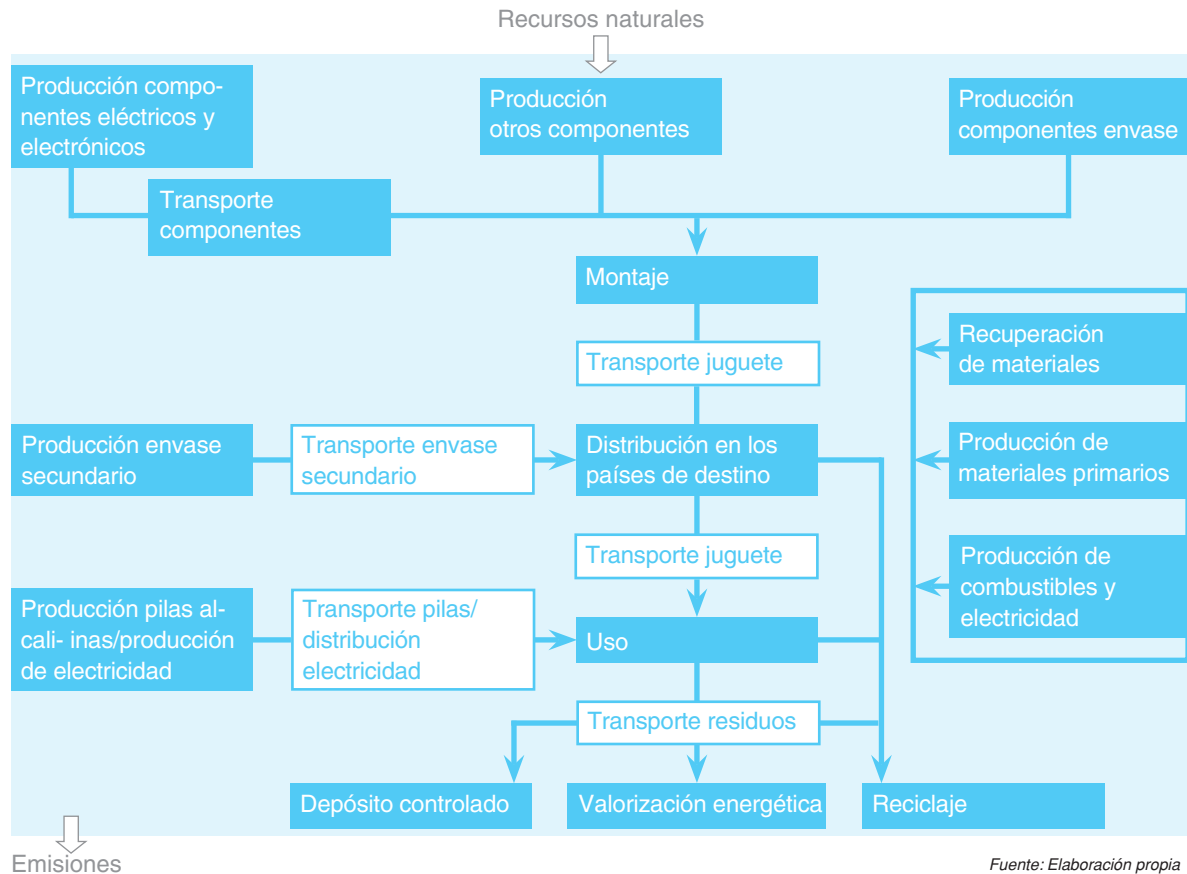 Recursos naturales
Producción compo-
nentes eléctricos y
electrónicos
Producción
otros componentes
Producción
componentes envase
Transporte
componentes
Montaje
Transporte juguete
Recuperación
de materiales
Producción envase
secundario
Transporte envase
secundario
Distribución en los
países de destino
Producción de
materiales primarios
Transporte juguete
Producción de
combustibles y
electricidad
Producción pilas al-
cali- inas/producción
de electricidad
Transporte pilas/
distribución
electricidad
Uso
Transporte residuos
Depósito controlado
Valorización energética
Reciclaje
Emisiones
Fuente: Elaboración propia